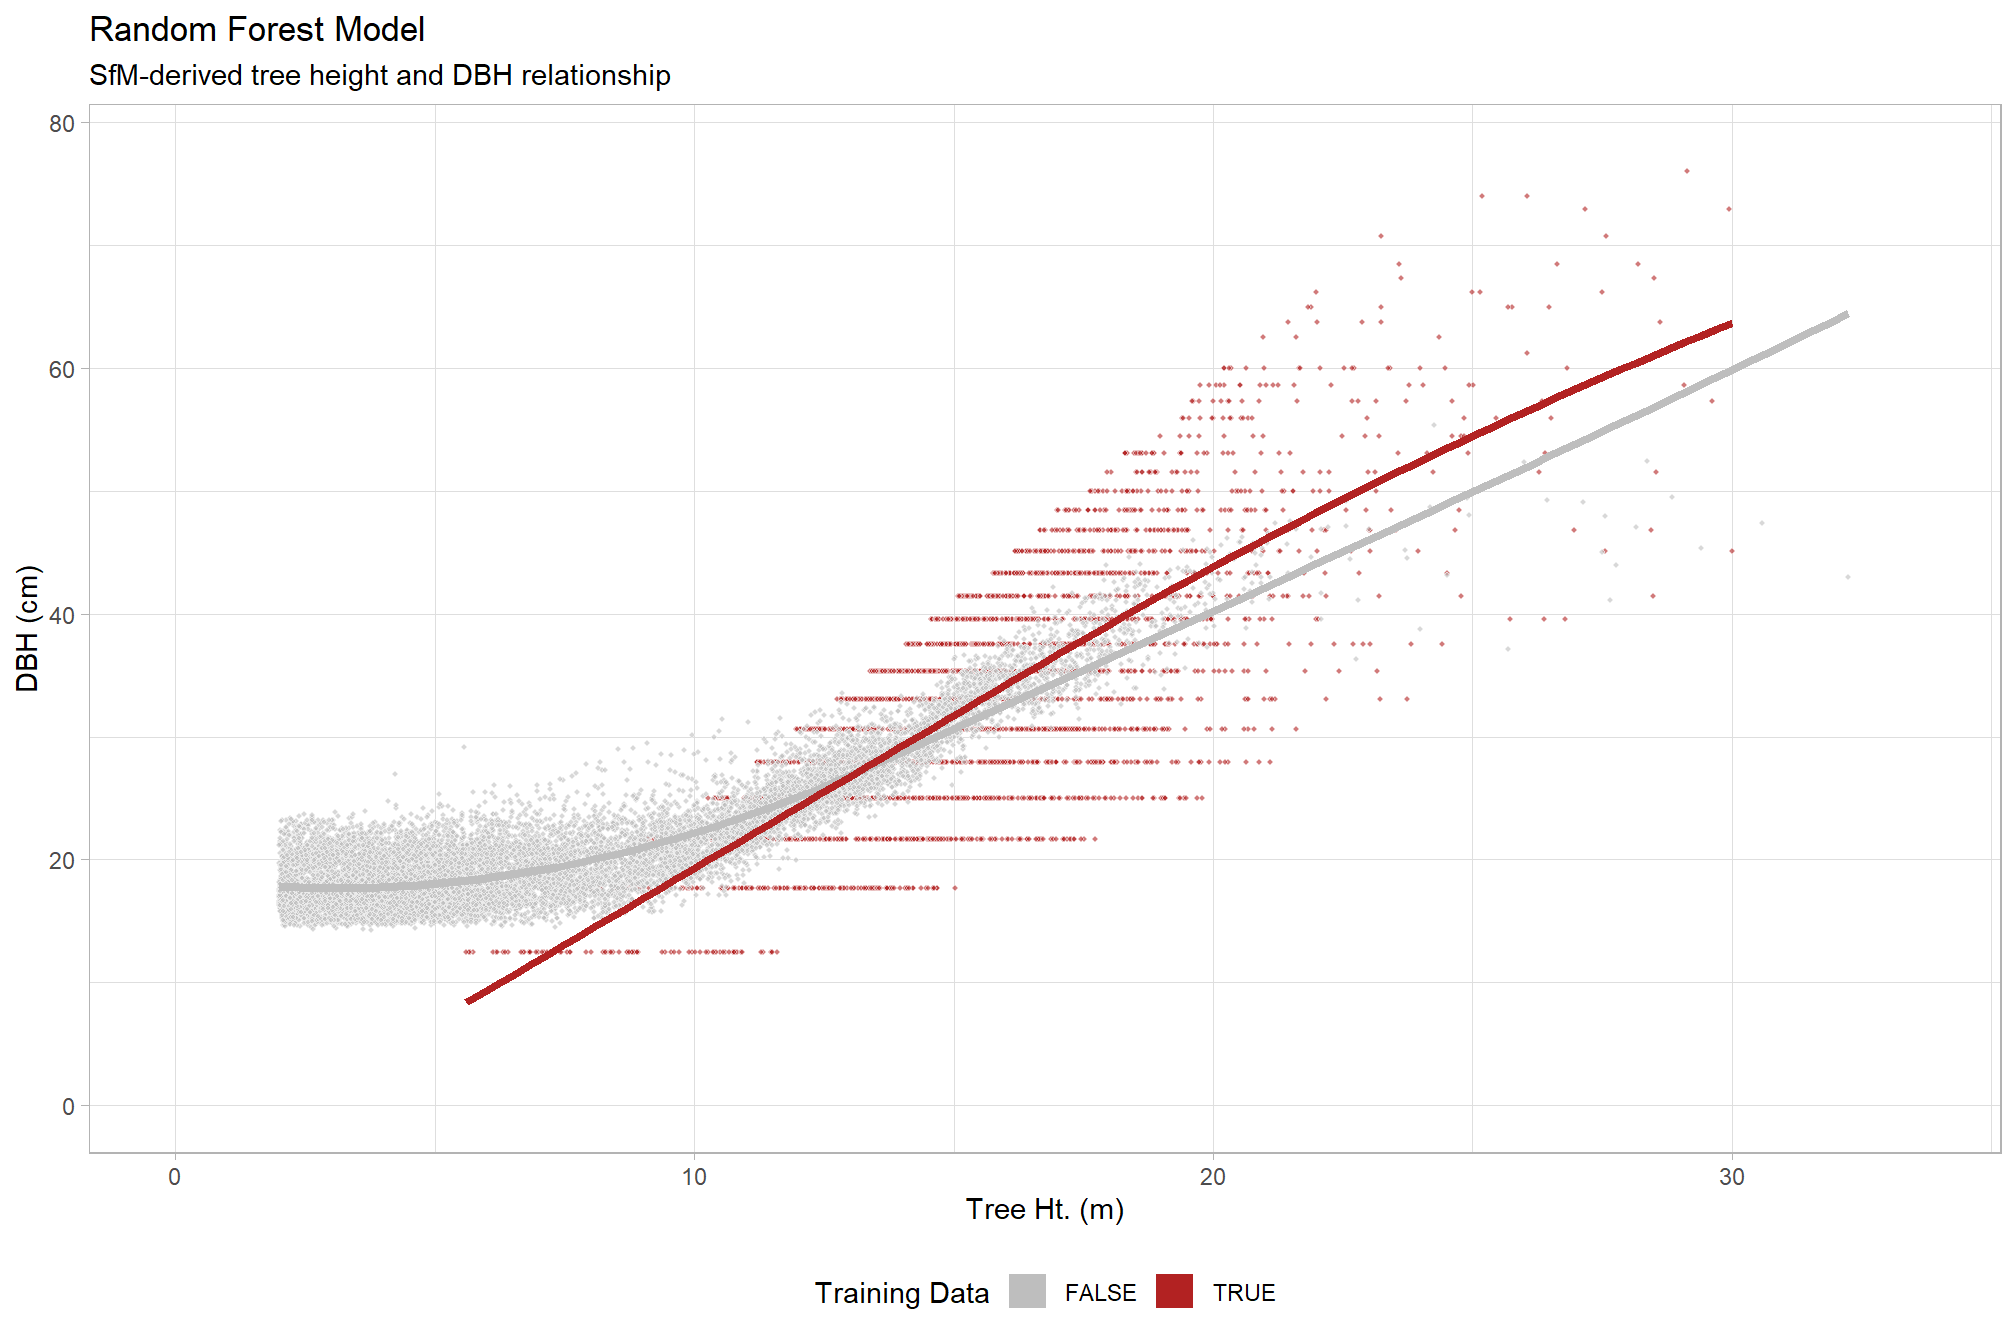 Random Forest Model
SfM-derived tree height and DBH relationship
80
60
40
20
0
DBH (cm)
0 10 20 30
Tree Ht. (m)
Training Data FALSE TRUE